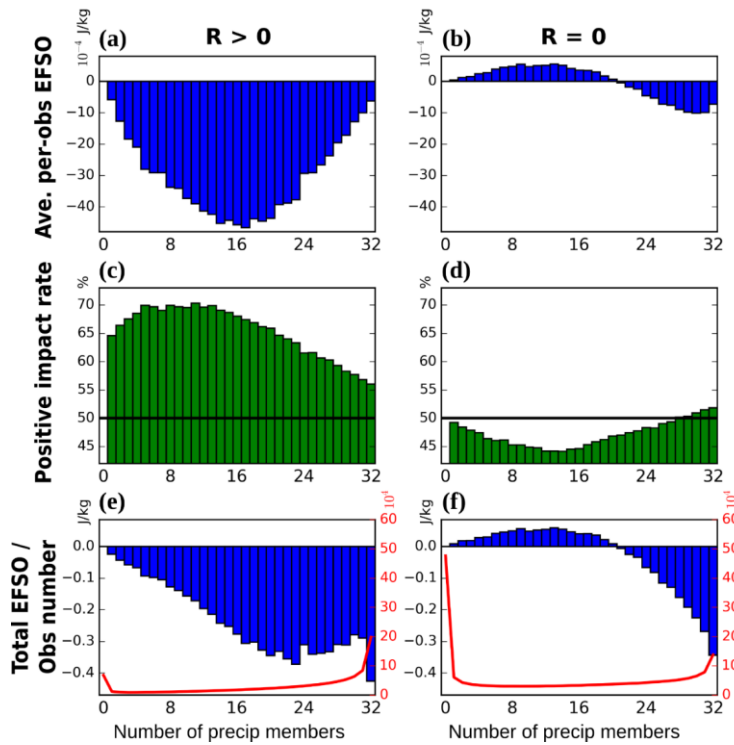 (a) R > 0 (b) R = 0
Ave. per-obs EFSO
10⁻⁴ J/kg
0
−10
−20
−30
−40
0 8 16 24 32
10⁻⁴ J/kg
0
−10
−20
−30
−40
0 8 16 24 32
(c) (d)
Positive impact rate
%
70
65
60
55
50
45
0 8 16 24 32
%
70
65
60
55
50
45
0 8 16 24 32
(e) (f)
Total EFSO /
Obs number
J/kg
0.0
−0.1
−0.2
−0.3
−0.4
10⁴
60
50
40
30
20
10
0
0 8 16 24 32
Number of precip members
J/kg
0.0
−0.1
−0.2
−0.3
−0.4
10⁴
60
50
40
30
20
10
0
0 8 16 24 32
Number of precip members